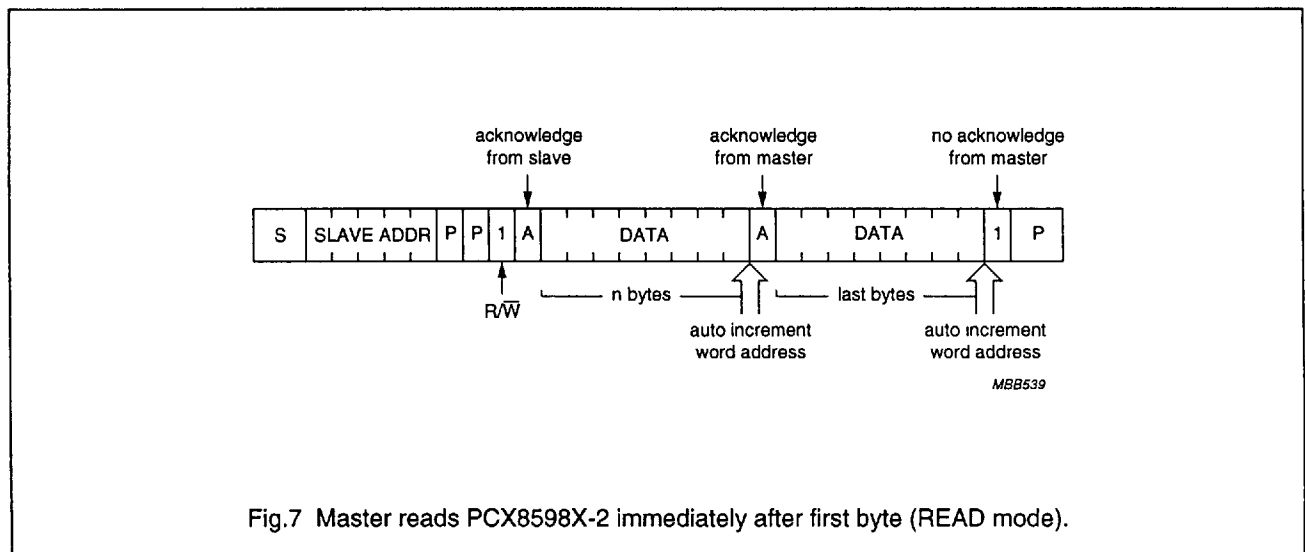 acknowledge
from slave
acknowledge
from master
no acknowledge
from master
S SLAVE ADDR P P 1 A DATA A DATA 1 P
R/W̅
n bytes
last bytes
auto increment
word address
auto increment
word address
MBB539
Fig.7 Master reads PCX8598X-2 immediately after first byte (READ mode).